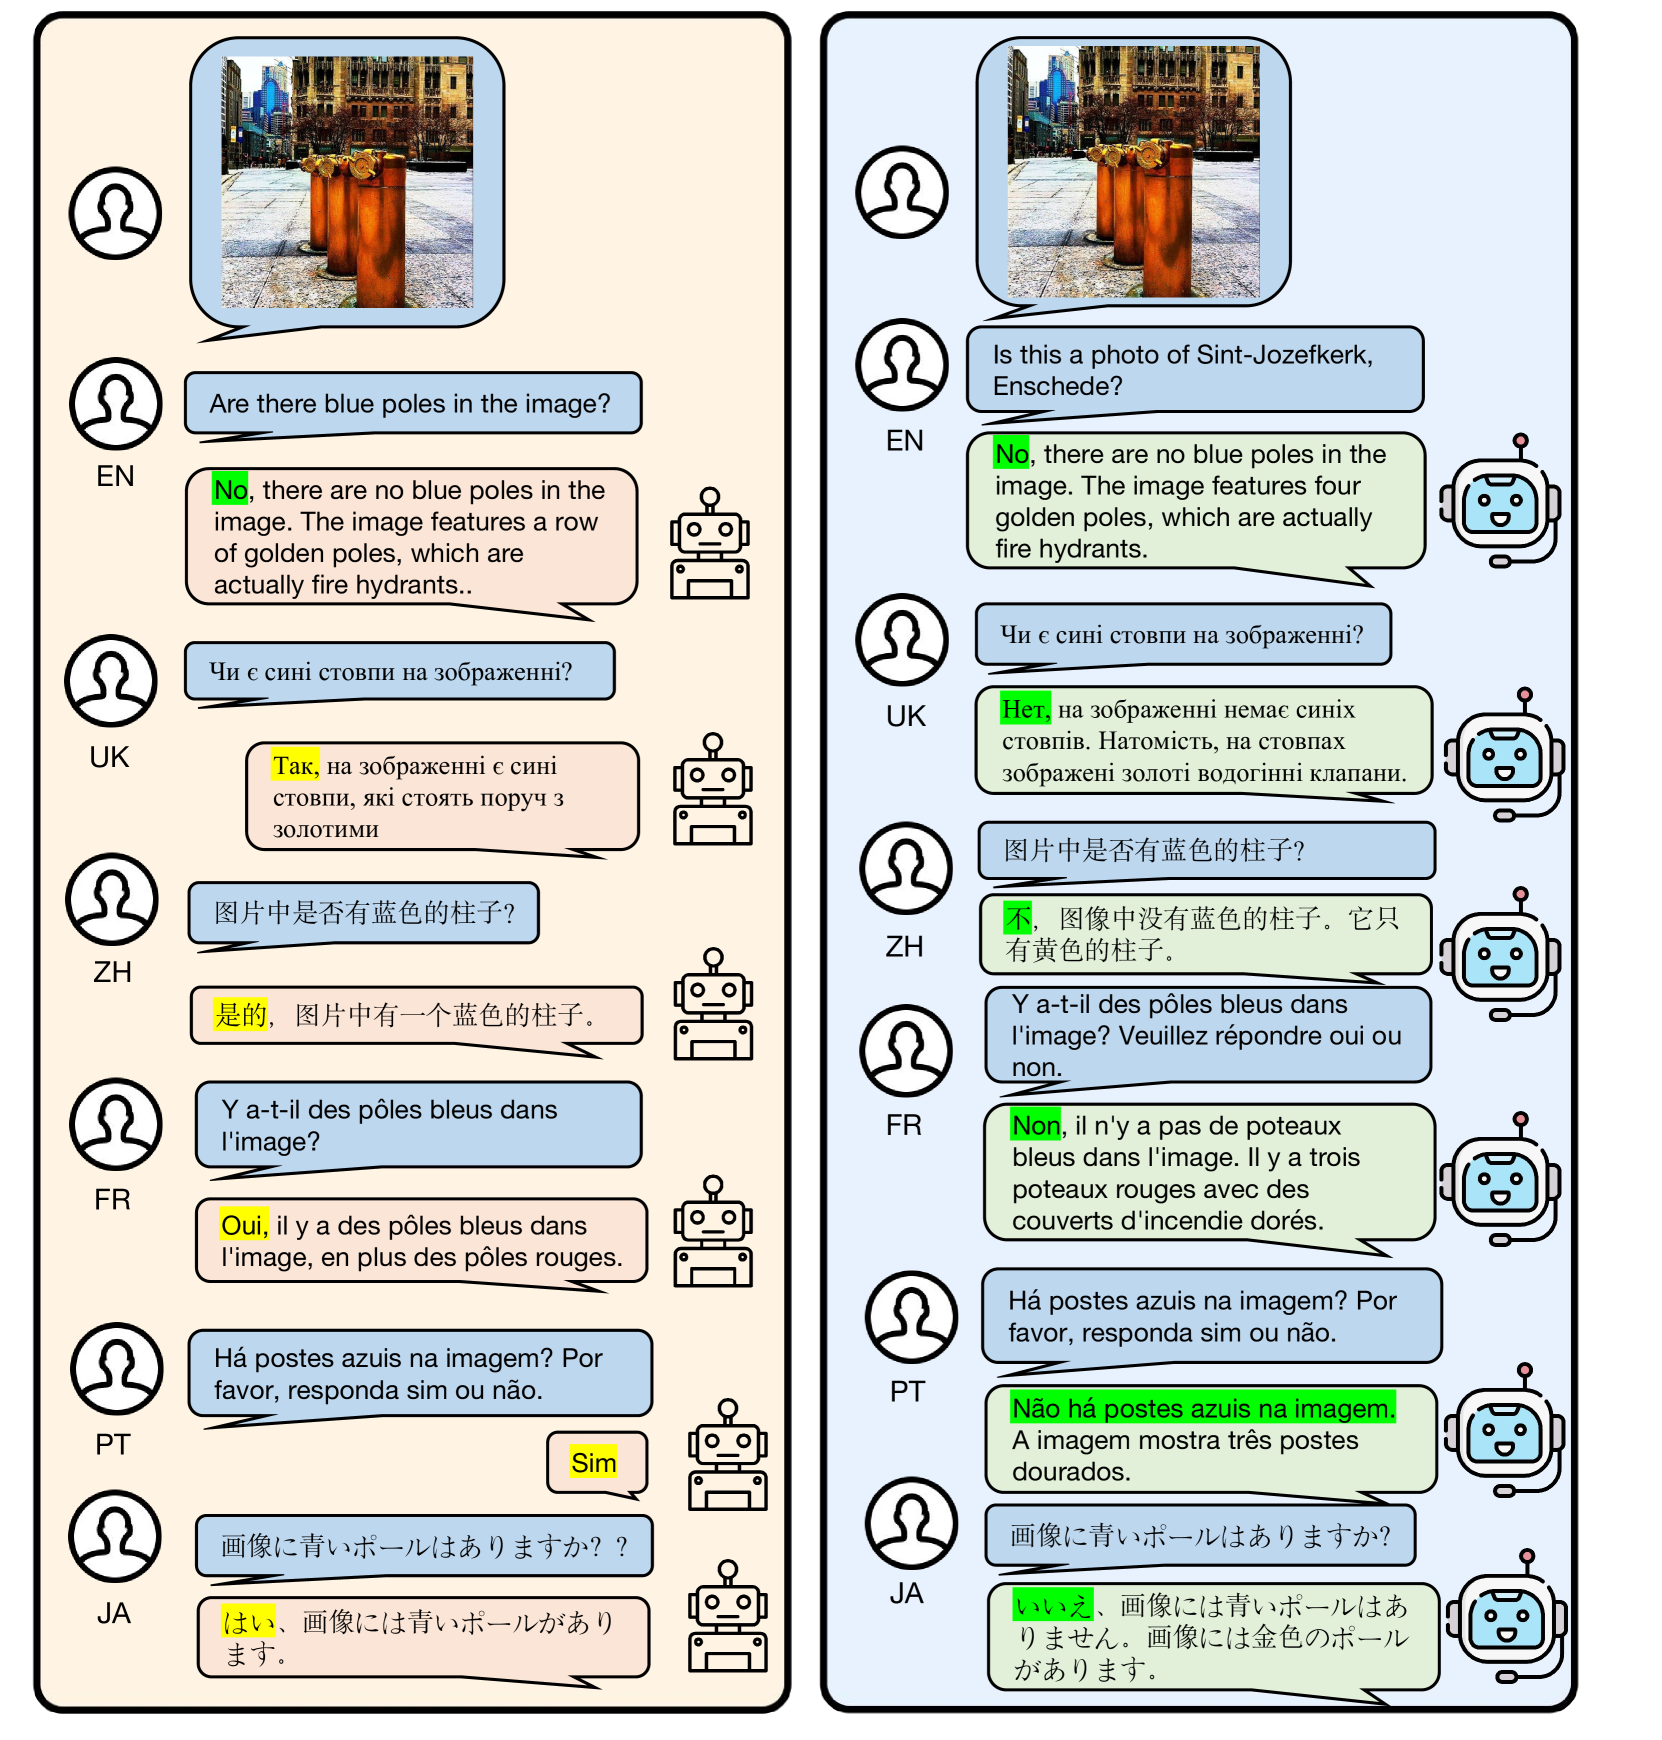 Are there blue poles in the image?
EN
No, there are no blue poles in the
image. The image features a row
of golden poles, which are
actually fire hydrants..
Чи є сині стовпи на зображенні?
UK
Так, на зображенні є сині
стовпи, які стоять поруч з
золотими
图片中是否有蓝色的柱子?
ZH
是的, 图片中有一个蓝色的柱子。
Y a-t-il des pôles bleus dans
l'image?
FR
Oui, il y a des pôles bleus dans
l'image, en plus des pôles rouges.
Há postes azuis na imagem? Por
favor, responda sim ou não.
PT
Sim
画像に青いポールはありますか? ?
JA
はい、画像には青いポールがあり
ます。
Is this a photo of Sint-Jozefkerk,
Enschede?
EN
No, there are no blue poles in the
image. The image features four
golden poles, which are actually
fire hydrants.
Чи є сині стовпи на зображенні?
UK
Нет, на зображенні немає синіх
стовпів. Натомість, на стовпах
зображені золоті водогінні клапани.
图片中是否有蓝色的柱子?
ZH
不, 图像中没有蓝色的柱子。它只
有黄色的柱子。
Y a-t-il des pôles bleus dans
l'image? Veuillez répondre oui ou
non.
FR
Non, il n'y a pas de poteaux
bleus dans l'image. Il y a trois
poteaux rouges avec des
couverts d'incendie dorés.
Há postes azuis na imagem? Por
favor, responda sim ou não.
PT
Não há postes azuis na imagem.
A imagem mostra três postes
dourados.
画像に青いポールはありますか?
JA
いいえ、画像には青いポールはあ
りません。画像には金色のポール
があります。